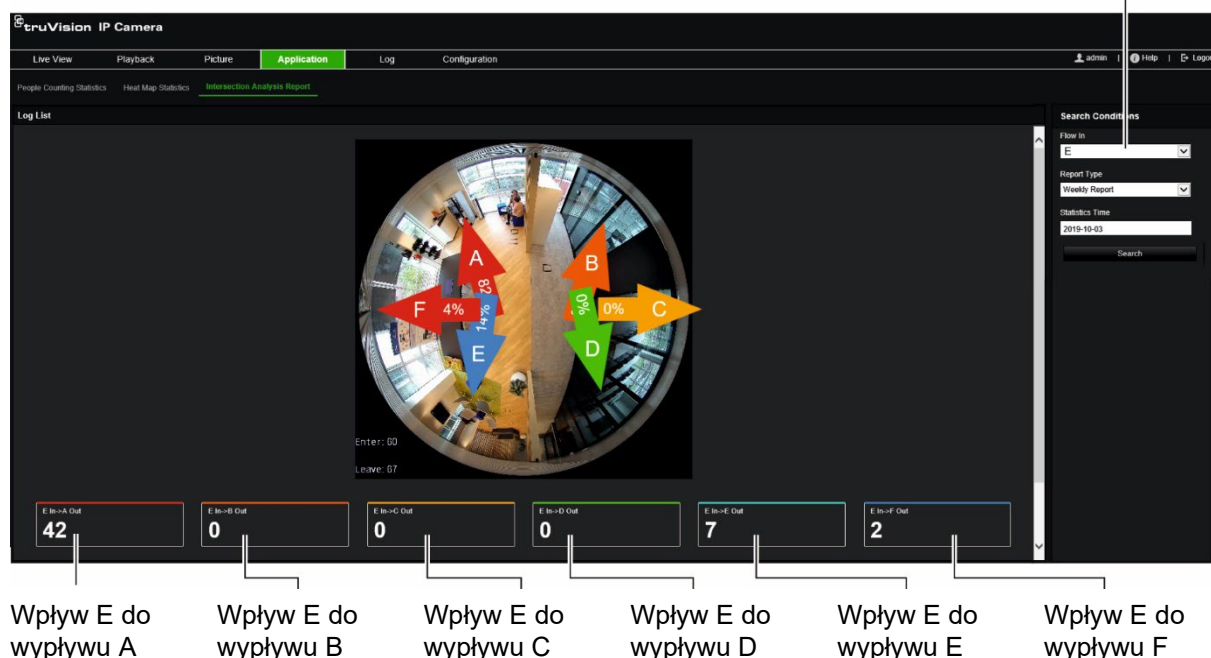 truVision IP Camera
Live View Playback Picture Application Log Configuration admin | Help | Logou
People Counting Statistics Heat Map Statistics Intersection Analysis Report
Log List
Search Conditions
Flow In
E
Report Type
Weekly Report
Statistics Time
2019-10-03
Search
A
B
82
0%
F 4%
0% C
14%
E
D
Enter: 60
Leave: 67
E In->A Out
42
E In->B Out
0
E In->C Out
0
E In->D Out
0
E In->E Out
7
E In->F Out
2
Wpływ E do
wypływu A
Wpływ E do
wypływu B
Wpływ E do
wypływu C
Wpływ E do
wypływu D
Wpływ E do
wypływu E
Wpływ E do
wypływu F